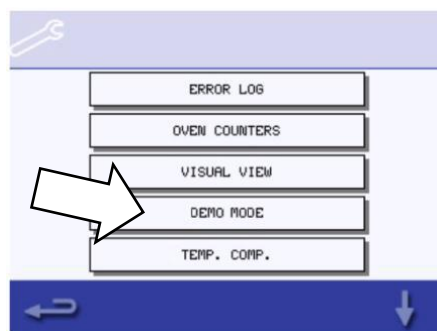 ERROR LOG
OVEN COUNTERS
VISUAL VIEW
DEMO MODE
TEMP. COMP.